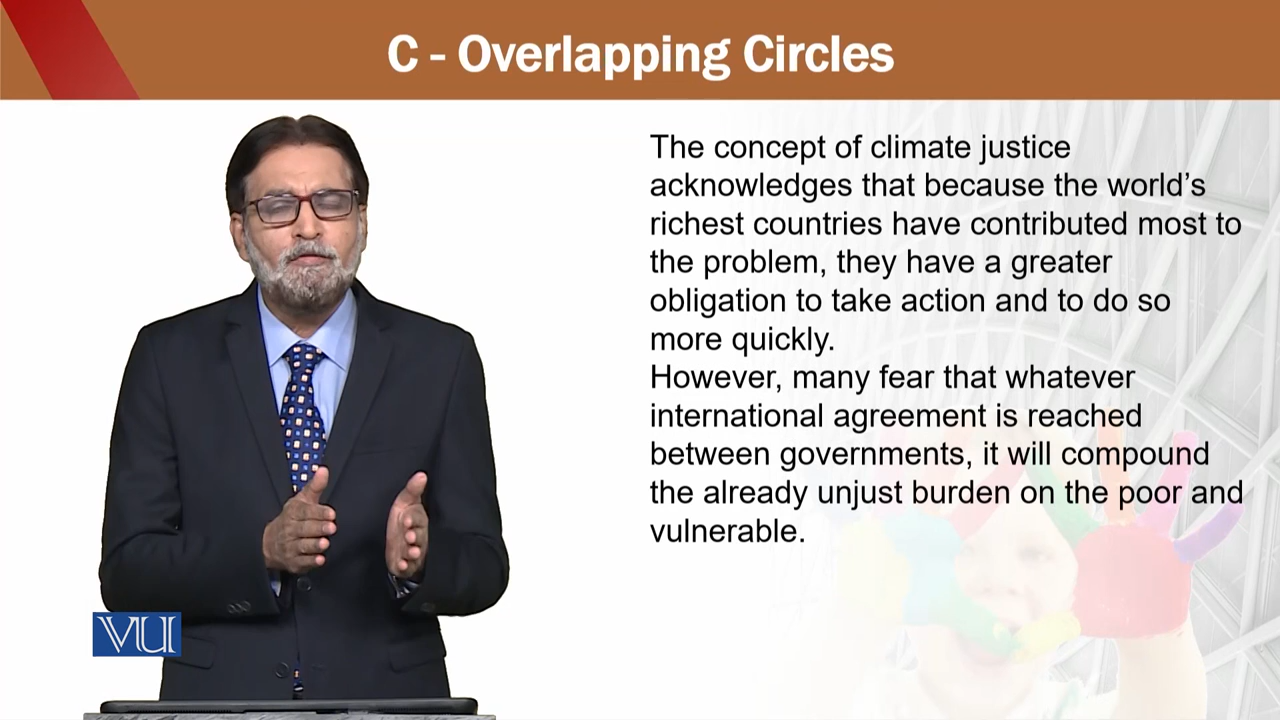 C - Overlapping Circles
The concept of climate justice
acknowledges that because the world’s
richest countries have contributed most to
the problem, they have a greater
obligation to take action and to do so
more quickly.
However, many fear that whatever
international agreement is reached
between governments, it will compound
the already unjust burden on the poor and
vulnerable.
VU